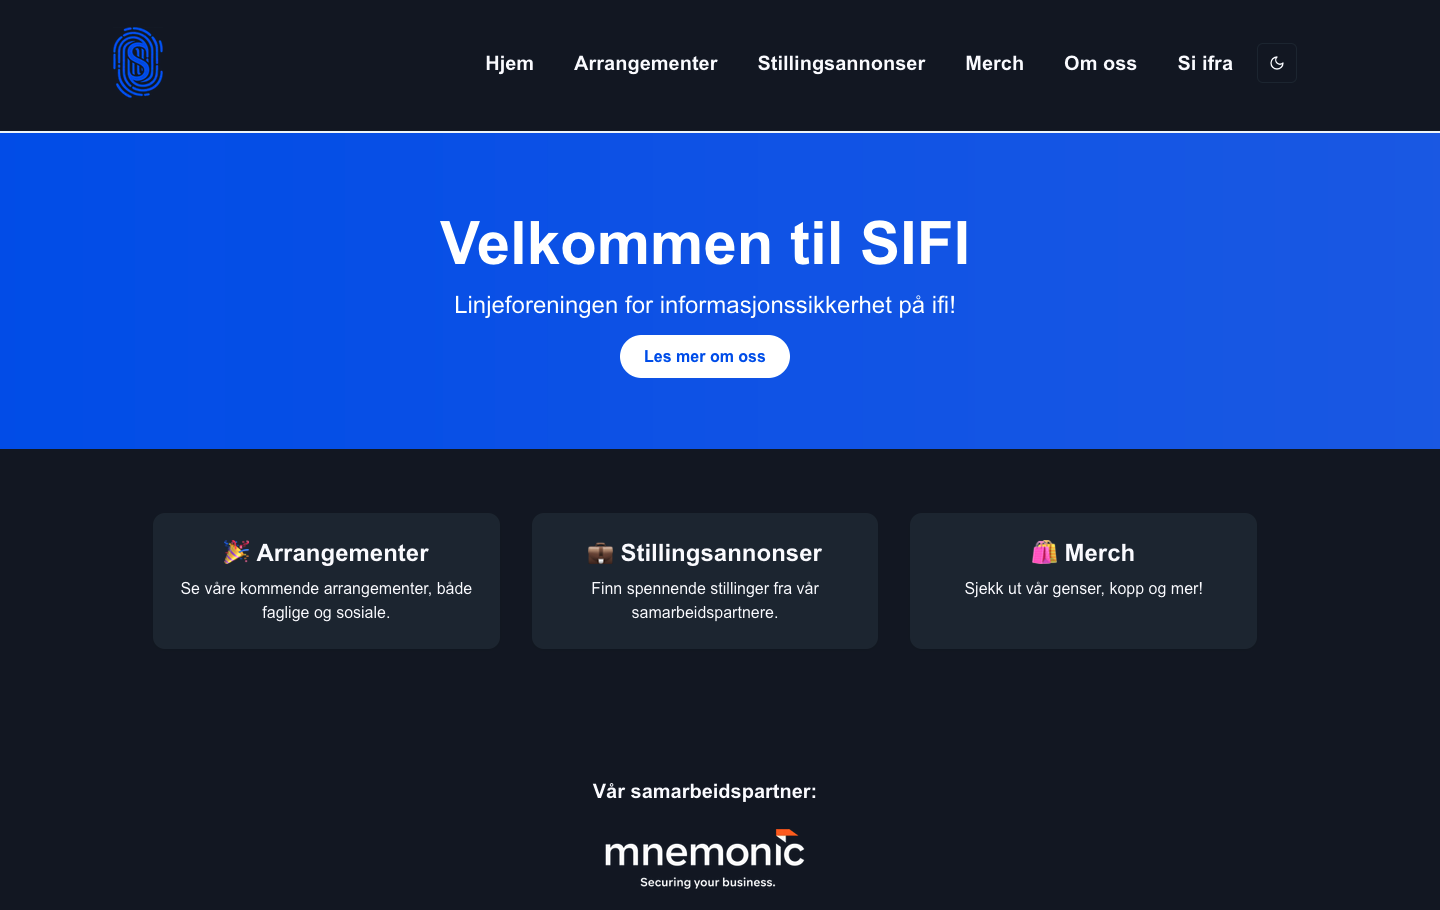 Hjem Arrangementer Stillingsannonser Merch Om oss Si ifra
Velkommen til SIFI
Linjeforeningen for informasjonssikkerhet på ifi!
Les mer om oss
🎉 Arrangementer
Se våre kommende arrangementer, både
faglige og sosiale.
💼 Stillingsannonser
Finn spennende stillinger fra vår
samarbeidspartnere.
🛍️ Merch
Sjekk ut vår genser, kopp og mer!
Vår samarbeidspartner:
mnemonic
Securing your business.